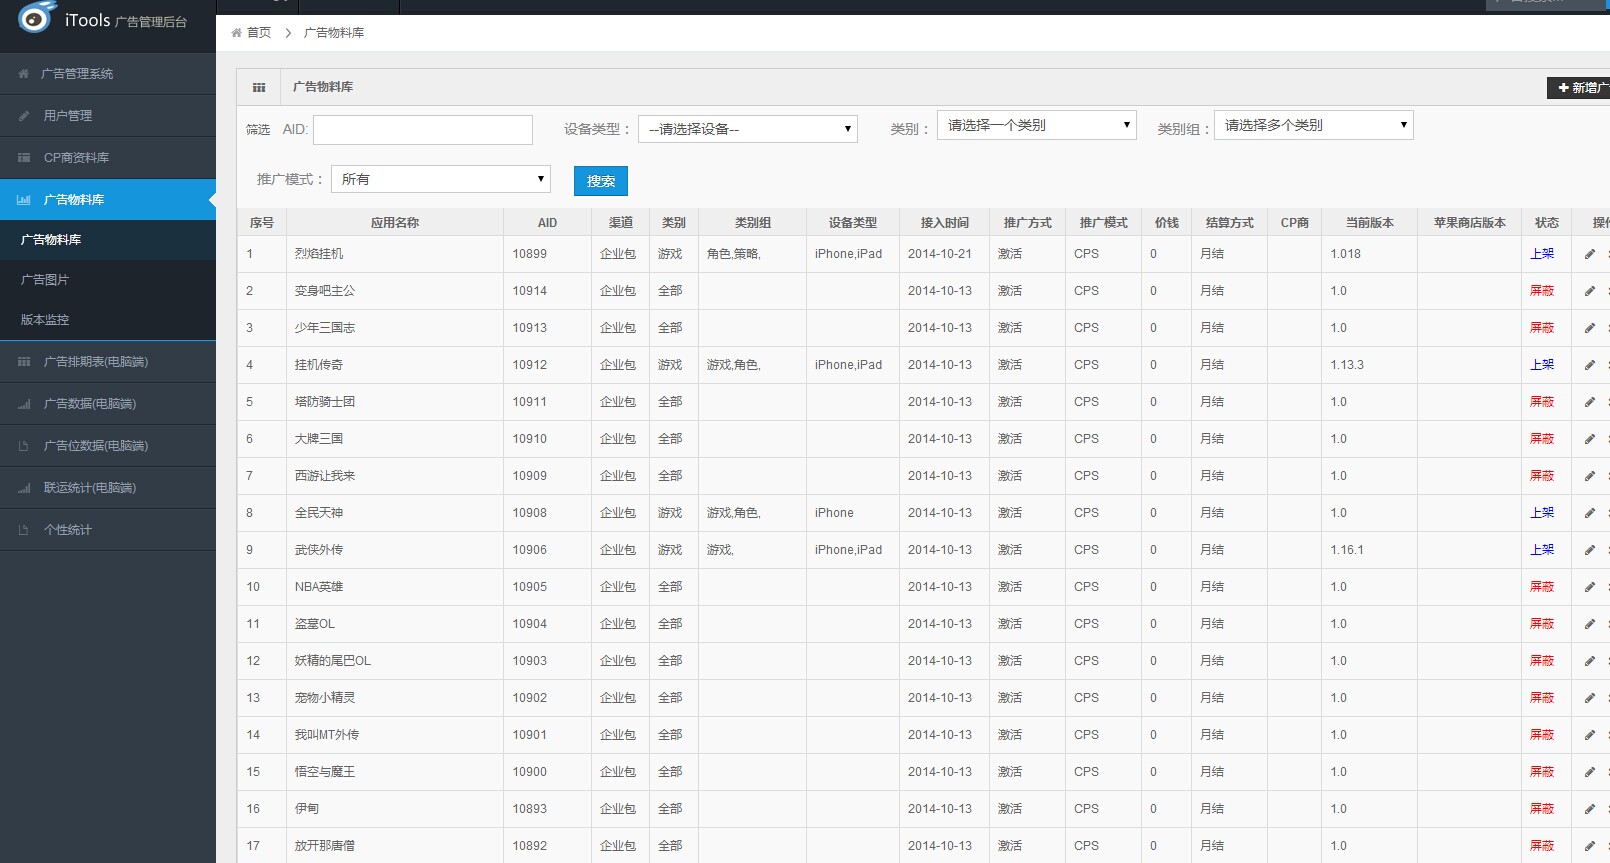 iTools 广告管理后台
首页 > 广告物料库
广告管理系统
用户管理
CP商资料库
广告物料库
广告物料库
广告图片
版本监控
广告排期表(电脑端)
广告数据(电脑端)
广告位数据(电脑端)
联运统计(电脑端)
个性统计
广告物料库
新增广
筛选 AID: 设备类型： --请选择设备-- 类别： 请选择一个类别 类别组： 请选择多个类别
推广模式： 所有 搜索
序号 应用名称 AID 渠道 类别 类别组 设备类型 接入时间 推广方式 推广模式 价钱 结算方式 CP商 当前版本 苹果商店版本 状态
1 烈焰挂机 10899 企业包 游戏 角色,策略, iPhone,iPad 2014-10-21 激活 CPS 0 月结 1.018 上架
2 变身吧主公 10914 企业包 全部 2014-10-13 激活 CPS 0 月结 1.0 屏蔽
3 少年三国志 10913 企业包 全部 2014-10-13 激活 CPS 0 月结 1.0 屏蔽
4 挂机传奇 10912 企业包 游戏 游戏,角色, iPhone,iPad 2014-10-13 激活 CPS 0 月结 1.13.3 上架
5 塔防骑士团 10911 企业包 全部 2014-10-13 激活 CPS 0 月结 1.0 屏蔽
6 大牌三国 10910 企业包 全部 2014-10-13 激活 CPS 0 月结 1.0 屏蔽
7 西游让我来 10909 企业包 全部 2014-10-13 激活 CPS 0 月结 1.0 屏蔽
8 全民天神 10908 企业包 游戏 游戏,角色, iPhone 2014-10-13 激活 CPS 0 月结 1.0 上架
9 武侠外传 10906 企业包 游戏 游戏, iPhone,iPad 2014-10-13 激活 CPS 0 月结 1.16.1 上架
10 NBA英雄 10905 企业包 全部 2014-10-13 激活 CPS 0 月结 1.0 屏蔽
11 盗墓OL 10904 企业包 全部 2014-10-13 激活 CPS 0 月结 1.0 屏蔽
12 妖精的尾巴OL 10903 企业包 全部 2014-10-13 激活 CPS 0 月结 1.0 屏蔽
13 宠物小精灵 10902 企业包 全部 2014-10-13 激活 CPS 0 月结 1.0 屏蔽
14 我叫MT外传 10901 企业包 全部 2014-10-13 激活 CPS 0 月结 1.0 屏蔽
15 悟空与魔王 10900 企业包 全部 2014-10-13 激活 CPS 0 月结 1.0 屏蔽
16 伊甸 10893 企业包 全部 2014-10-13 激活 CPS 0 月结 1.0 屏蔽
17 放开那唐僧 10892 企业包 全部 2014-10-13 激活 CPS 0 月结 1.0 屏蔽